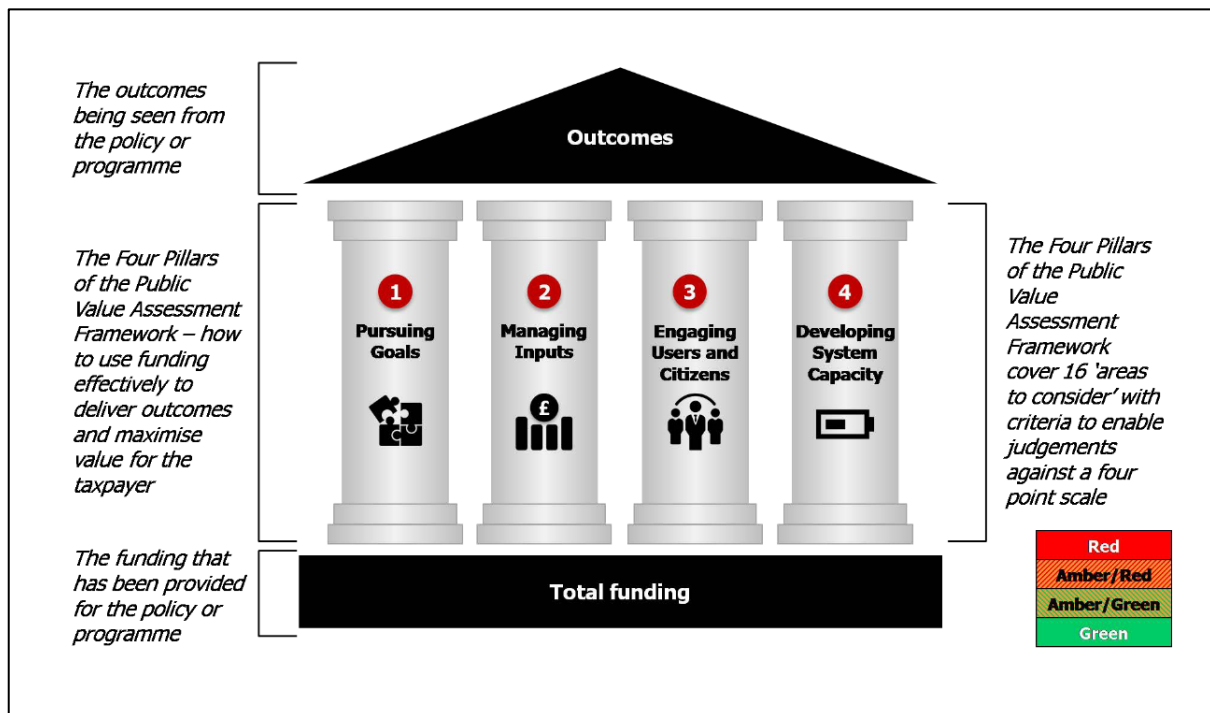 The outcomes
being seen from
the policy or
programme
Outcomes
The Four Pillars
of the Public
Value Assessment
Framework – how
to use funding
effectively to
deliver outcomes
and maximise
value for the
taxpayer
1
Pursuing
Goals
2
Managing
Inputs
£
3
Engaging
Users and
Citizens
4
Developing
System
Capacity
The Four Pillars
of the Public
Value
Assessment
Framework
cover 16 ‘areas
to consider’ with
criteria to enable
judgements
against a four
point scale
The funding that
has been provided
for the policy or
programme
Total funding
Red
Amber/Red
Amber/Green
Green